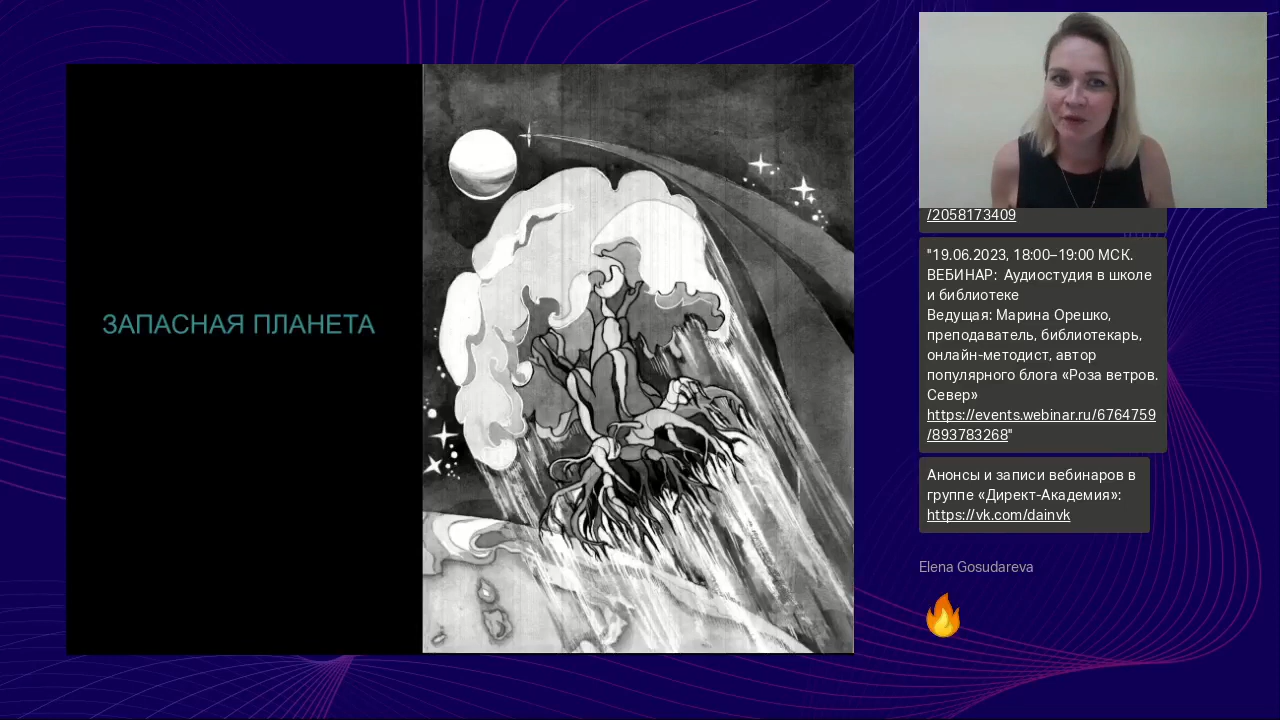 ЗАПАСНАЯ ПЛАНЕТА
/2058173409
"19.06.2023, 18:00–19:00 МСК.
ВЕБИНАР:  Аудиостудия в школе
и библиотеке
Ведущая: Марина Орешко,
преподаватель, библиотекарь,
онлайн-методист, автор
популярного блога «Роза ветров.
Север»
https://events.webinar.ru/6764759
/893783268"
Анонсы и записи вебинаров в
группе «Директ-Академия»:
https://vk.com/dainvk
Elena Gosudareva